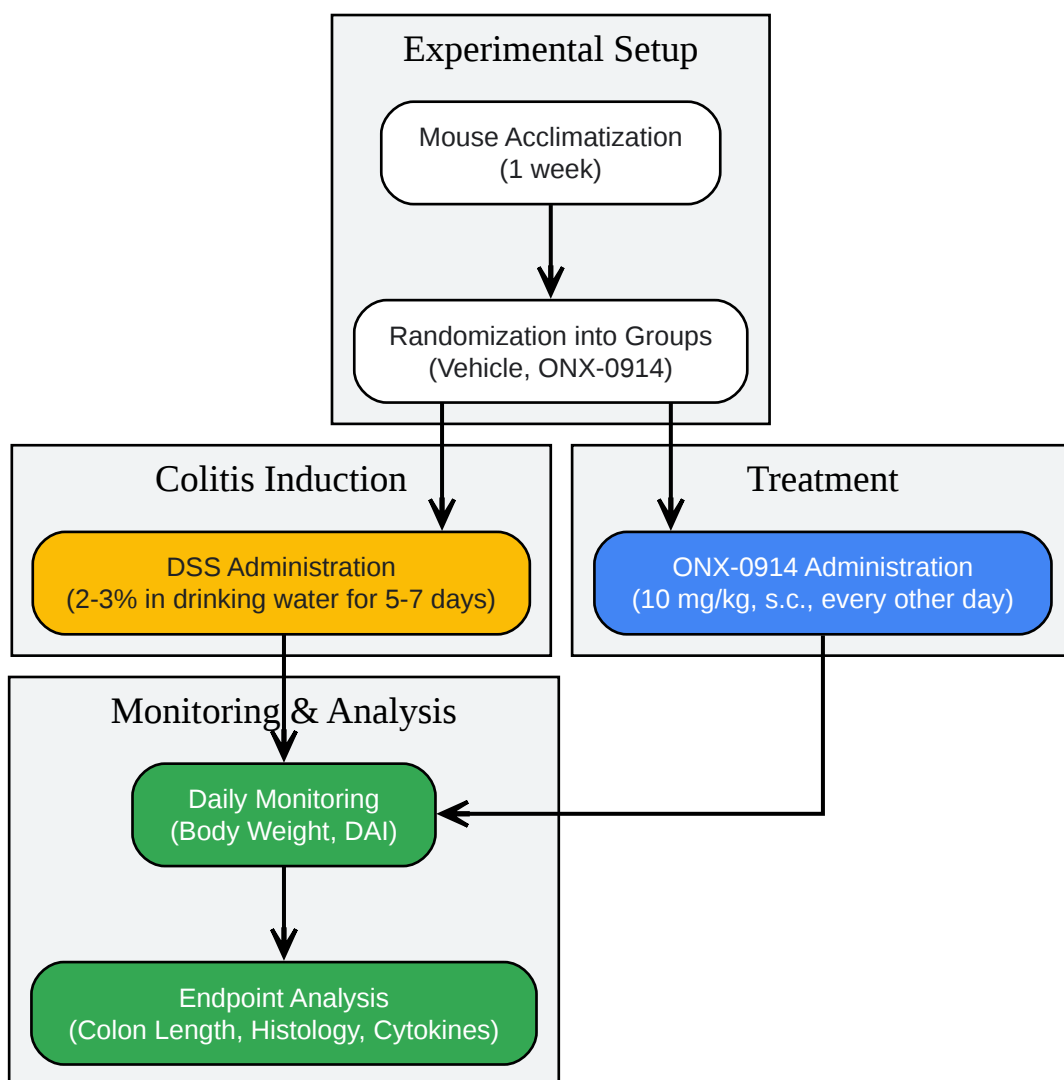 Experimental Setup
Mouse Acclimatization
(1 week)
Randomization into Groups
(Vehicle, ONX-0914)
Colitis Induction
DSS Administration
(2-3% in drinking water for 5-7 days)
Treatment
ONX-0914 Administration
(10 mg/kg, s.c., every other day)
Monitoring & Analysis
Daily Monitoring
(Body Weight, DAI)
Endpoint Analysis
(Colon Length, Histology, Cytokines)